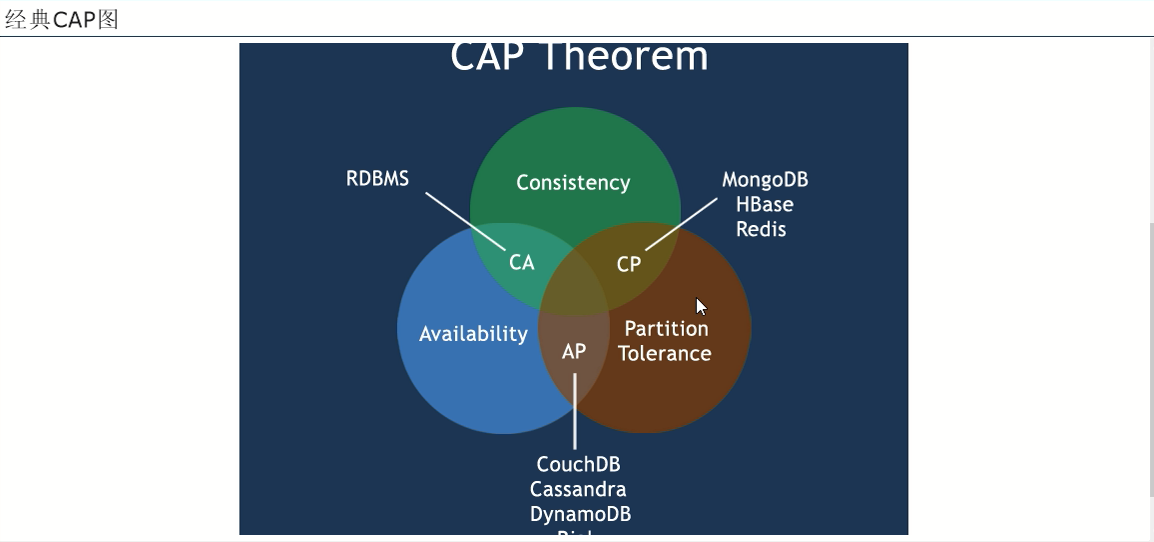 经典CAP图
CAP Theorem
RDBMS
Consistency
MongoDB
HBase
Redis
CA
CP
Availability
Partition
Tolerance
AP
CouchDB
Cassandra
DynamoDB